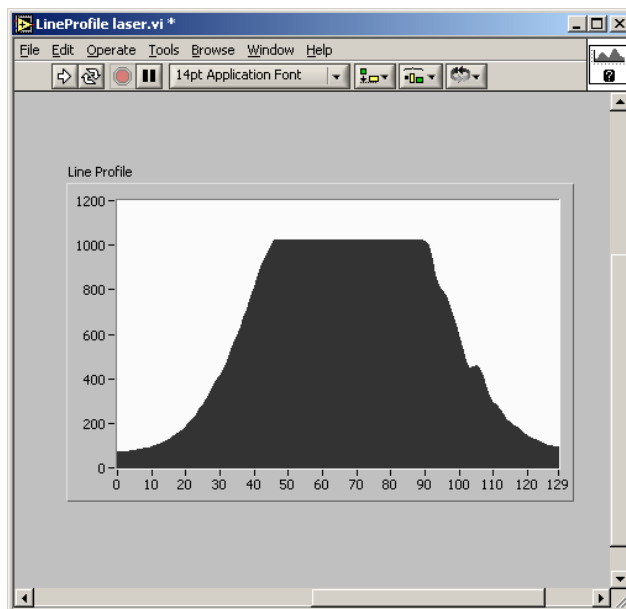 LineProfile laser.vi *
File Edit Operate Tools Browse Window Help
14pt Application Font
Line Profile
1200
1000
800
600
400
200
0
0 10 20 30 40 50 60 70 80 90 100 110 120 129